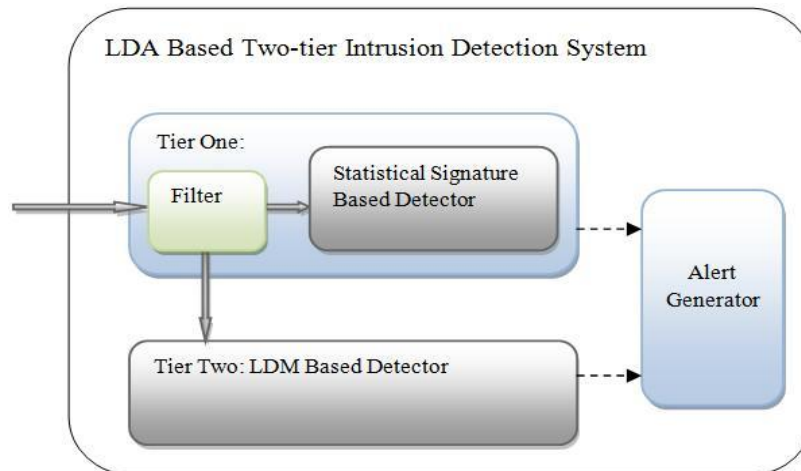 LDA Based Two-tier Intrusion Detection System
Tier One:
Filter
Statistical Signature
Based Detector
Alert
Generator
Tier Two: LDM Based Detector